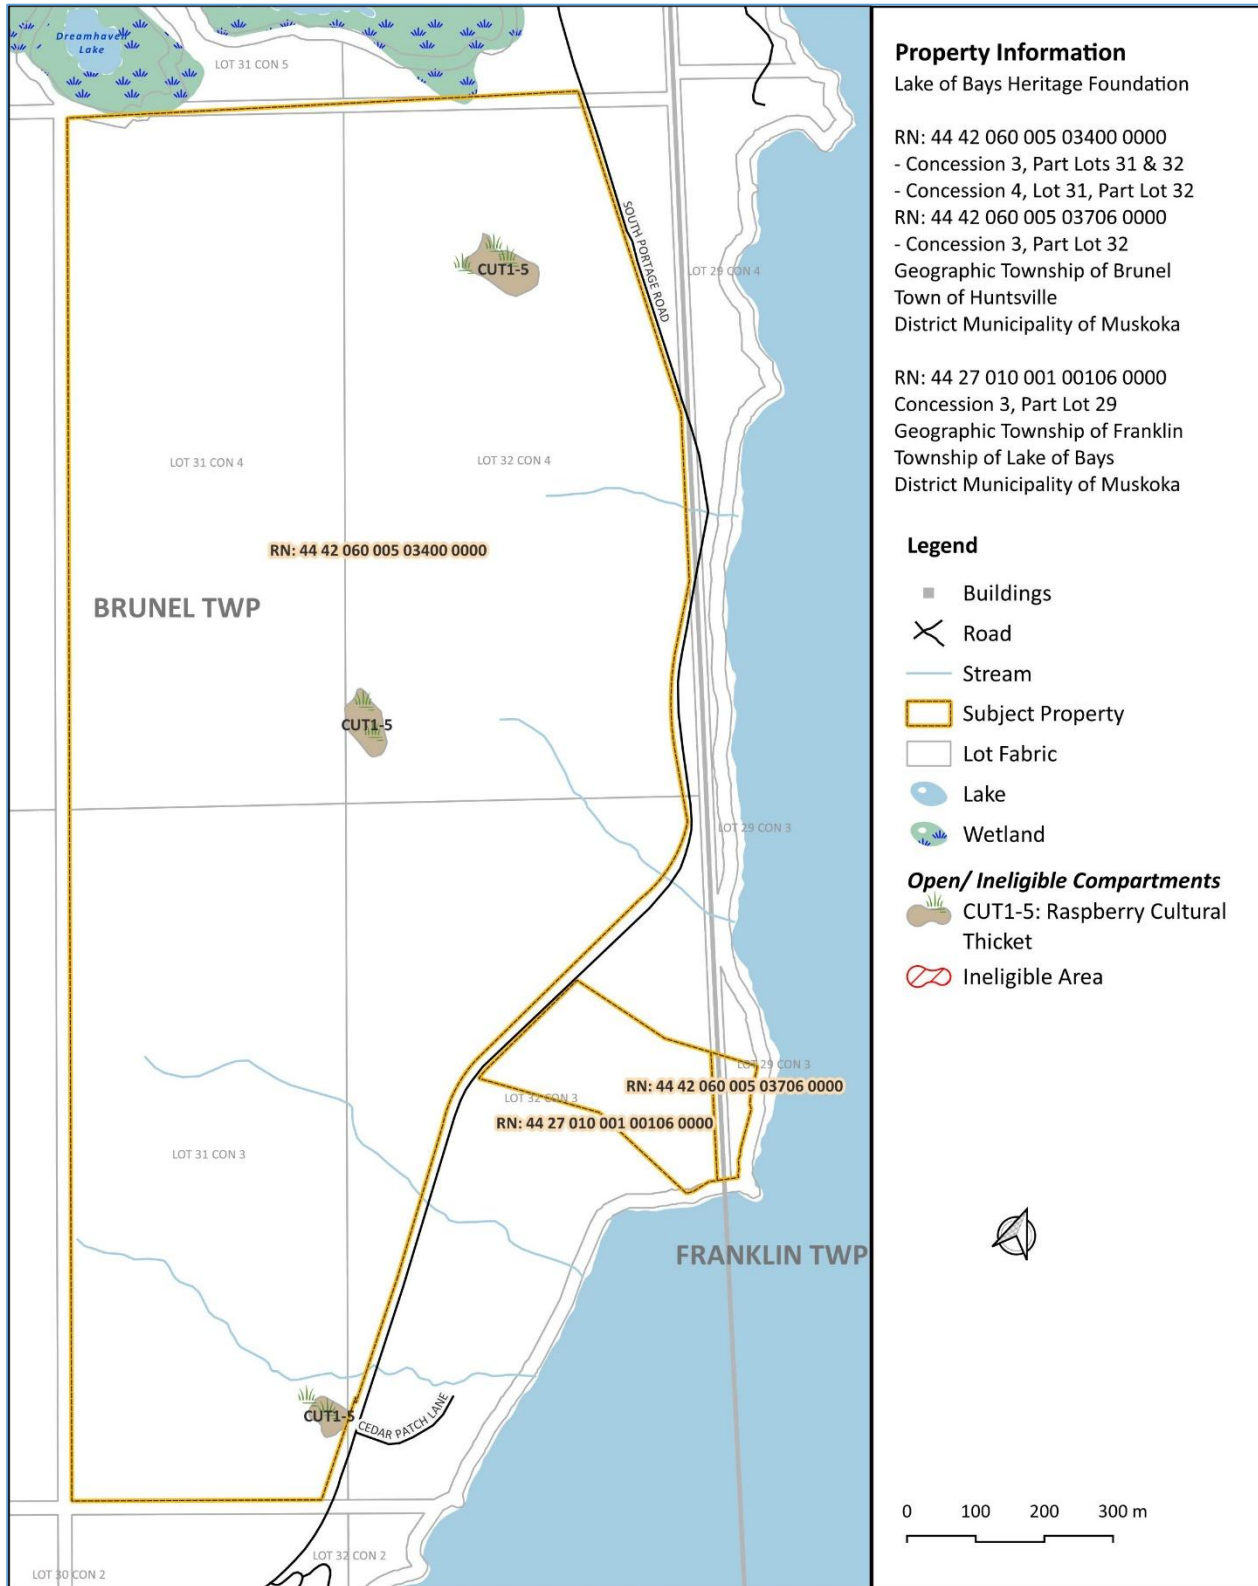 Dreamhaven
Lake
LOT 31 CON 5
SOUTH PORTAGE ROAD
CUT1-5
LOT 29 CON 4
LOT 31 CON 4
LOT 32 CON 4
RN: 44 42 060 005 03400 0000
BRUNEL TWP
CUT1-5
LOT 29 CON 3
LOT 29 CON 3
RN: 44 42 060 005 03706 0000
LOT 32 CON 3
RN: 44 27 010 001 00106 0000
LOT 31 CON 3
FRANKLIN TWP
CUT1-5
CEDAR PATCH LANE
LOT 32 CON 2
LOT 30 CON 2
Property Information
Lake of Bays Heritage Foundation
RN: 44 42 060 005 03400 0000
- Concession 3, Part Lots 31 & 32
- Concession 4, Lot 31, Part Lot 32
RN: 44 42 060 005 03706 0000
- Concession 3, Part Lot 32
Geographic Township of Brunel
Town of Huntsville
District Municipality of Muskoka
RN: 44 27 010 001 00106 0000
Concession 3, Part Lot 29
Geographic Township of Franklin
Township of Lake of Bays
District Municipality of Muskoka
Legend
Buildings
Road
Stream
Subject Property
Lot Fabric
Lake
Wetland
Open/ Ineligible Compartments
CUT1-5: Raspberry Cultural
Thicket
Ineligible Area
0 100 200 300 m